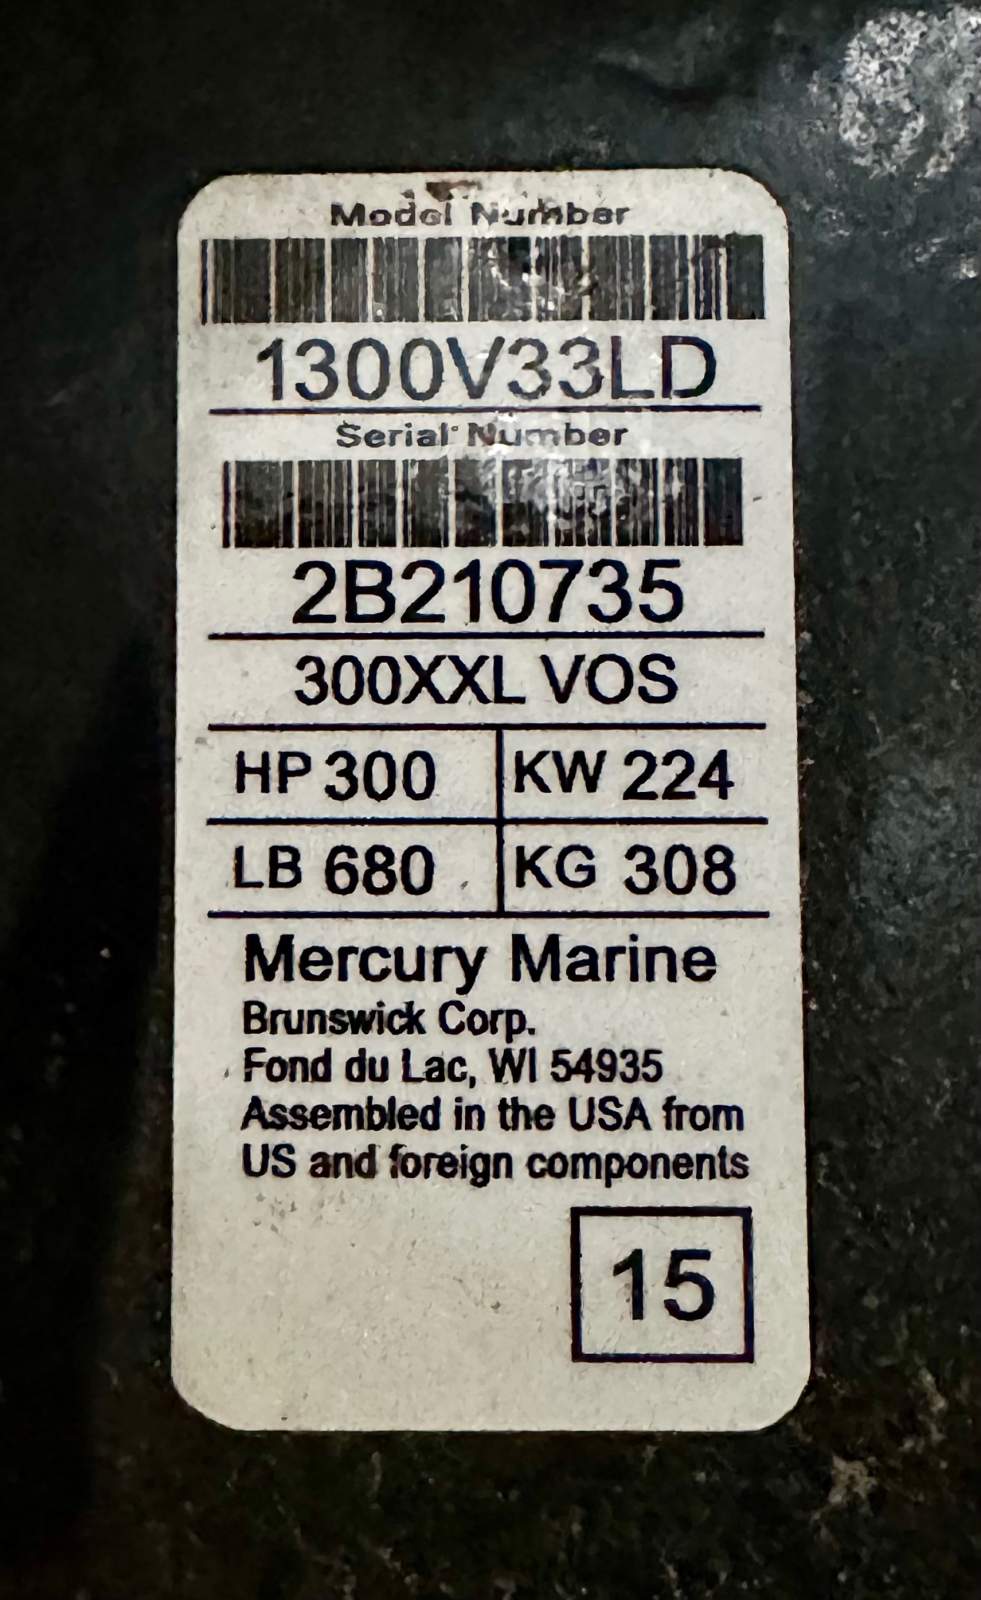 Model Number
1300V33LD
Serial Number
2B210735
300XXL VOS
HP 300 KW 224
LB 680 KG 308
Mercury Marine
Brunswick Corp.
Fond du Lac, WI 54935
Assembled in the USA from
US and foreign components
15